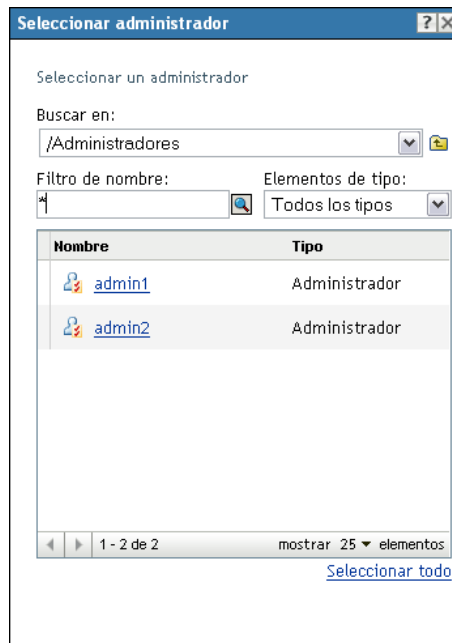 Seleccionar administrador ? X
Seleccionar un administrador
Buscar en:
/Administradores
Filtro de nombre: Elementos de tipo:
* Todos los tipos
Nombre Tipo
admin1 Administrador
admin2 Administrador
1 - 2 de 2 mostrar 25 elementos
Seleccionar todo